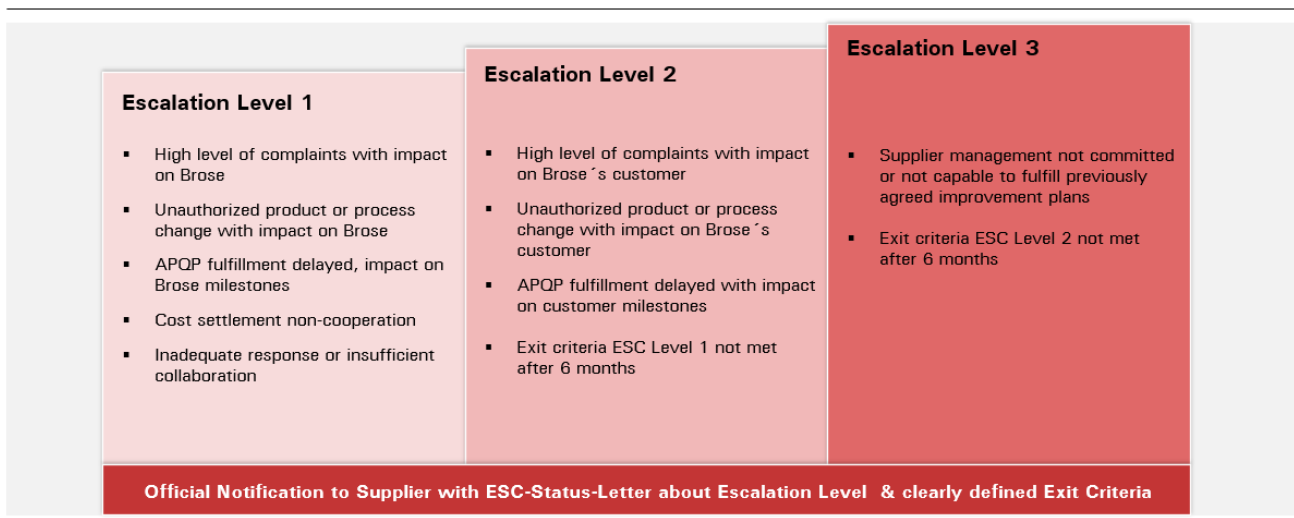 Escalation Level 1
▪ High level of complaints with impact
on Brose
▪ Unauthorized product or process
change with impact on Brose
▪ APQP fulfillment delayed, impact on
Brose milestones
▪ Cost settlement non-cooperation
▪ Inadequate response or insufficient
collaboration
Escalation Level 2
▪ High level of complaints with impact
on Brose´s customer
▪ Unauthorized product or process
change with impact on Brose´s
customer
▪ APQP fulfillment delayed with impact
on customer milestones
▪ Exit criteria ESC Level 1 not met
after 6 months
Escalation Level 3
▪ Supplier management not committed
or not capable to fulfill previously
agreed improvement plans
▪ Exit criteria ESC Level 2 not met
after 6 months
Official Notification to Supplier with ESC-Status-Letter about Escalation Level & clearly defined Exit Criteria